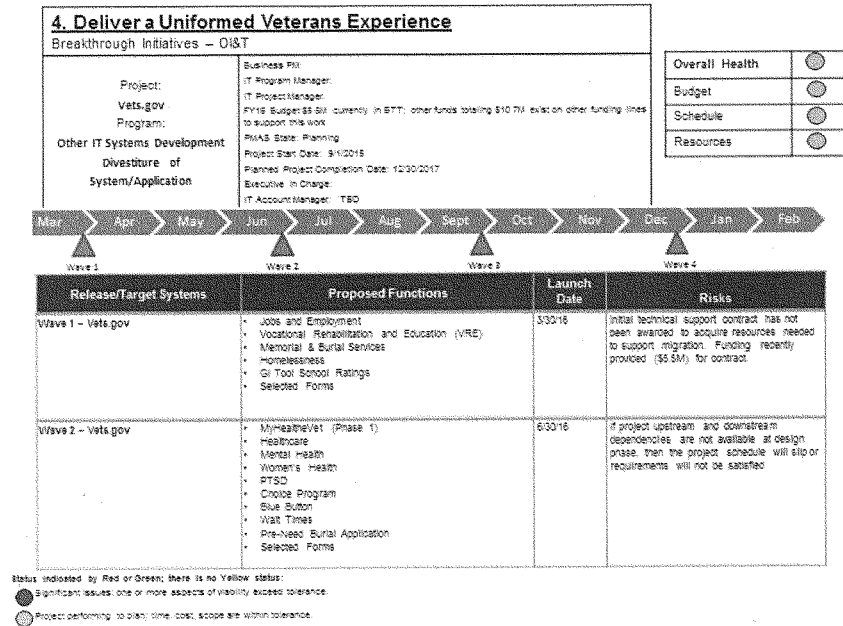 4. Deliver a Uniformed Veterans Experience
Breakthrough Initiatives – OI&T
Project:
Vets.gov
Program:
Other IT Systems Development
Divestiture of
System/Application
Business PM:
IT Program Manager:
IT Project Manager:
FY16 Budget $5.5M currently in BTT; other funds totaling $10.7M exist on other funding lines
to support this work
PMAS State: Planning
Project Start Date: 9/1/2015
Planned Project Completion Date: 12/30/2017
Executive In Charge:
IT Account Manager: TBD
Overall Health
Budget
Schedule
Resources
Mar Apr May Jun Jul Aug Sept Oct Nov Dec Jan Feb
Wave 1 Wave 2 Wave 3 Wave 4
Release/Target Systems Proposed Functions Launch Date Risks
Wave 1 – Vets.gov
• Jobs and Employment
• Vocational Rehabilitation and Education (VRE)
• Memorial & Burial Services
• Homelessness
• GI Tool School Ratings
• Selected Forms
3/30/16
Initial technical support contract has not
been awarded to acquire resources needed
to support migration. Funding recently
provided ($5.5M) for contract.
Wave 2 – Vets.gov
• MyHealtheVet (Phase 1)
• Healthcare
• Mental Health
• Women's Health
• PTSD
• Choice Program
• Blue Button
• Wait Times
• Pre-Need Burial Application
• Selected Forms
6/30/16
If project upstream and downstream
dependencies are not available at design
phase, then the project schedule will slip or
requirements will not be satisfied
Status indicated by Red or Green; there is no Yellow status:
Significant issues; one or more aspects of viability exceed tolerance.
Project performing to plan; time, cost, scope are within tolerance.